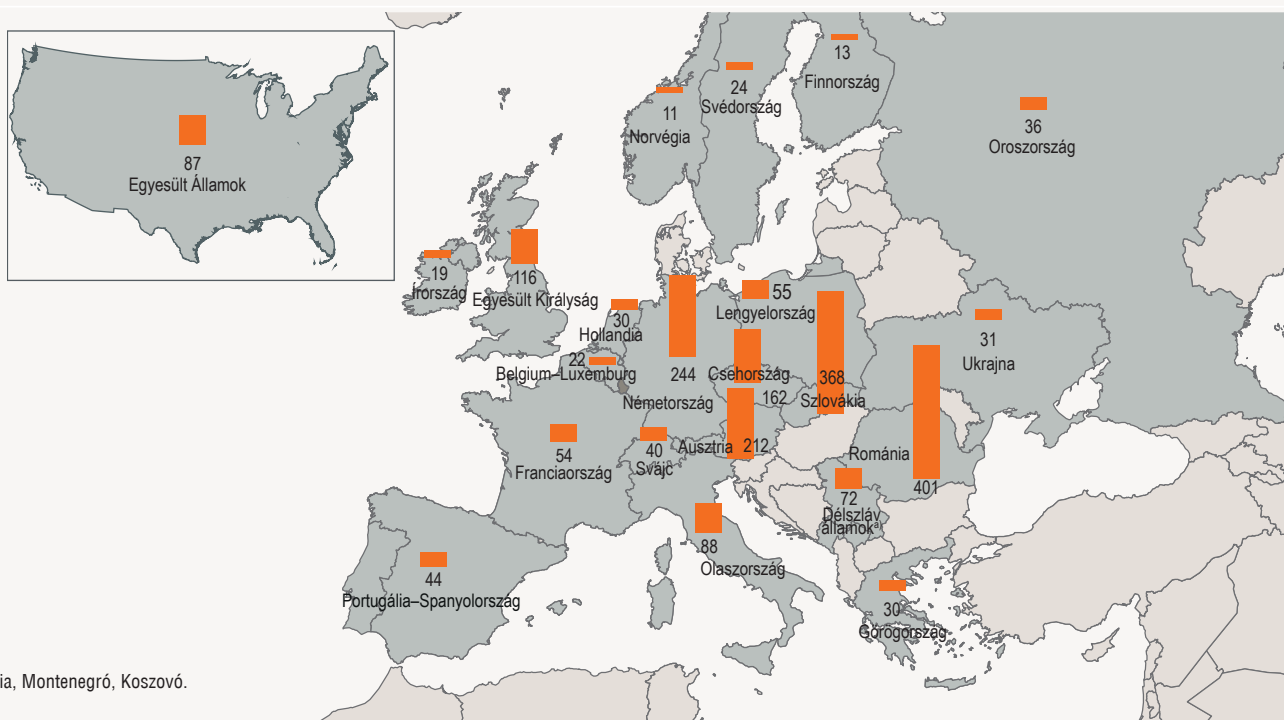 87
Egyesült Államok
11
Norvégia
24
Svédország
13
Finnország
36
Oroszország
19
Írország
116
Egyesült Királyság
30
Hollandia
22
Belgium–Luxemburg
244
Németország
55
Lengyelország
Csehország
162
368
Szlovákia
31
Ukrajna
54
Franciaország
40
Svájc
Ausztria 212
Románia
401
72
Délszláv
államokª
88
Olaszország
44
Portugália–Spanyolország
30
Görögország
ia, Montenegró, Koszovó.